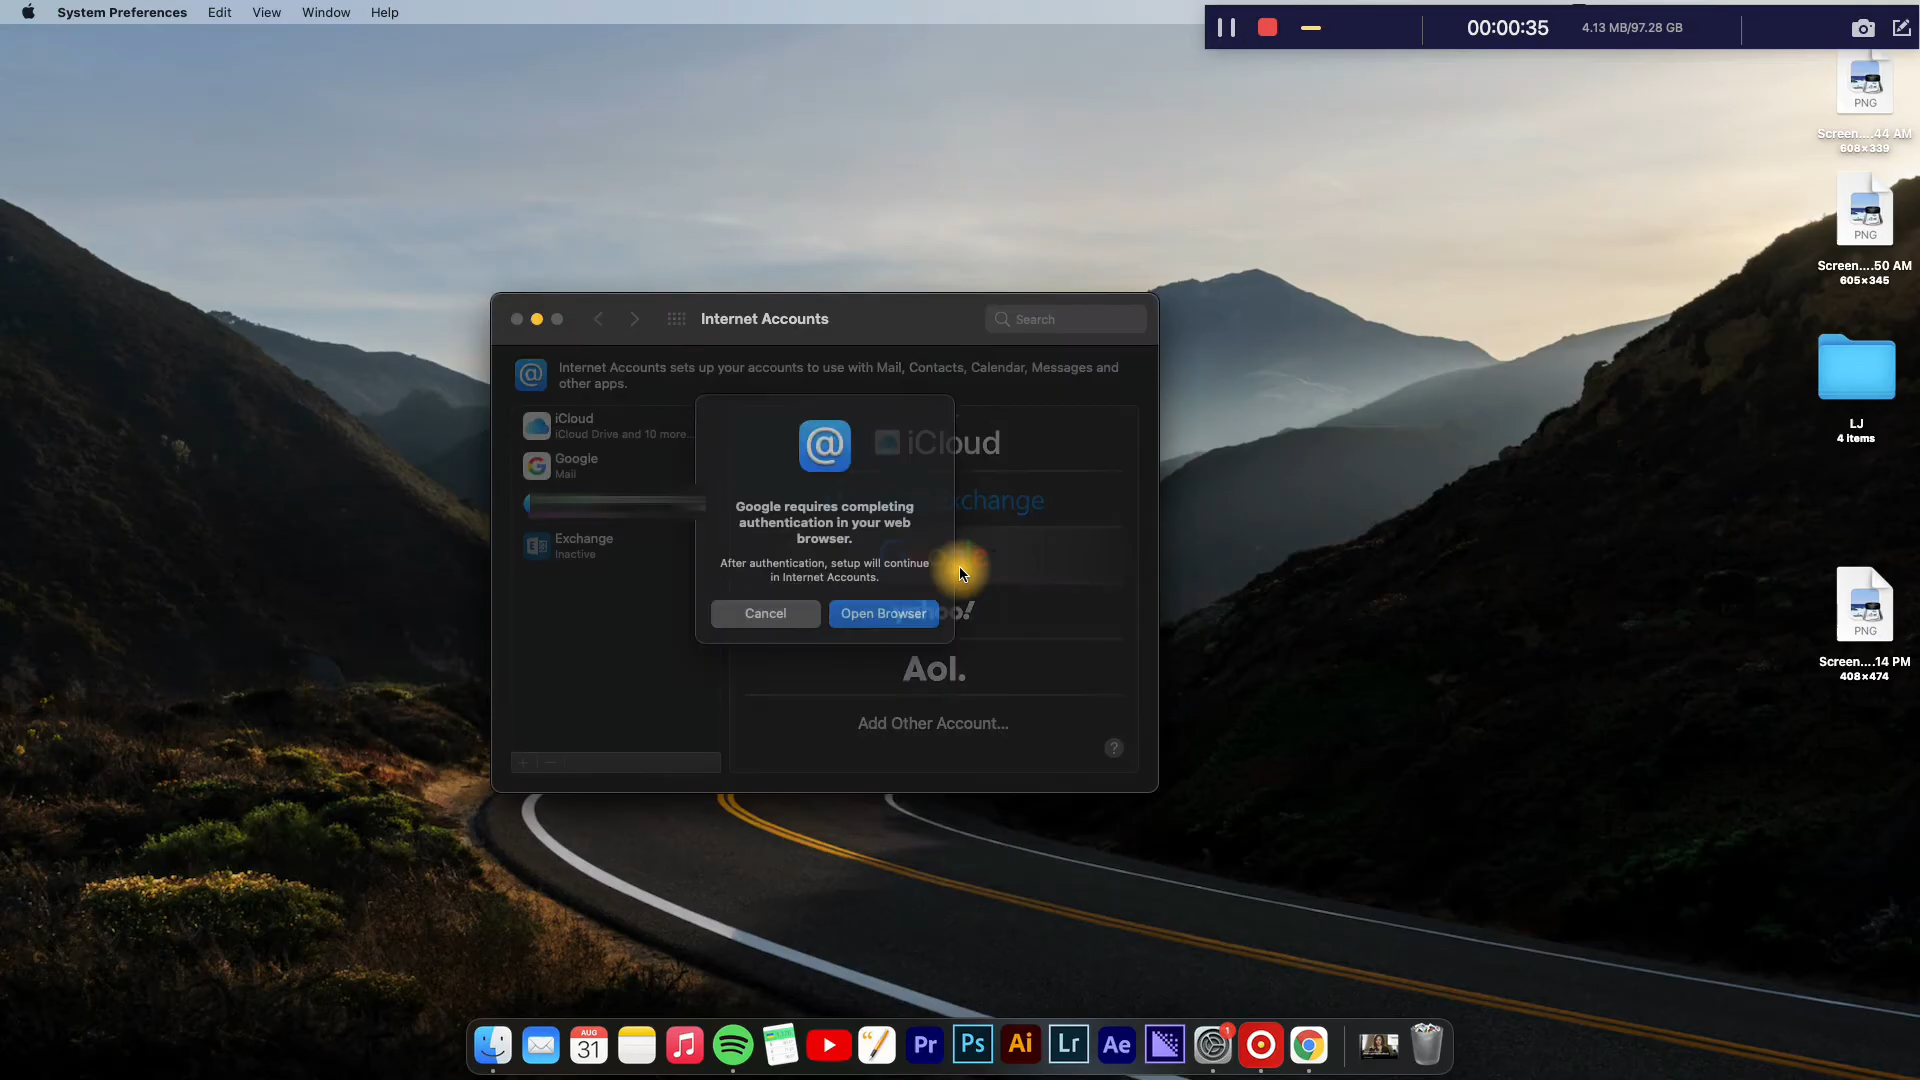 System Preferences Edit View Window Help
00:00:35 4.13 MB/97.28 GB
PNG
Screen....44 AM
608×339
PNG
Screen....50 AM
605×345
LJ
4 items
PNG
Screen....14 PM
408×474
Internet Accounts
Search
Internet Accounts sets up your accounts to use with Mail, Contacts, Calendar, Messages and
other apps.
iCloud
iCloud Drive and 10 more...
Google
Mail
Exchange
Inactive
Google requires completing
authentication in your web
browser.
After authentication, setup will continue
in Internet Accounts.
Cancel
Open Browser
iCloud
Exchange
Google
yahoo!
Aol.
Add Other Account...
?
AUG
31
Pr
Ps
Ai
Lr
Ae
1